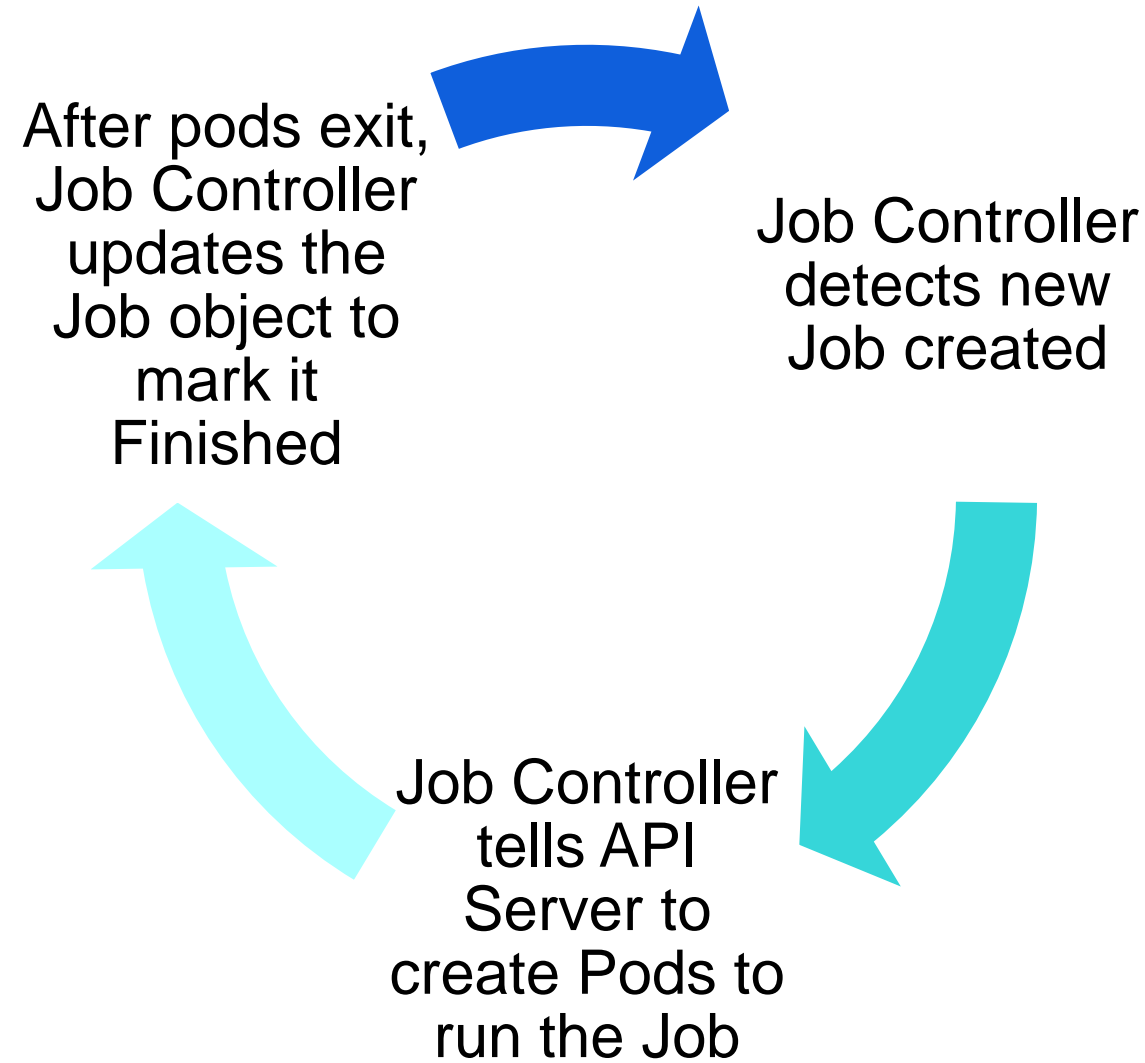 After pods exit,
Job Controller
updates the
Job object to
mark it
Finished
Job Controller
detects new
Job created
Job Controller
tells API
Server to
create Pods to
run the Job